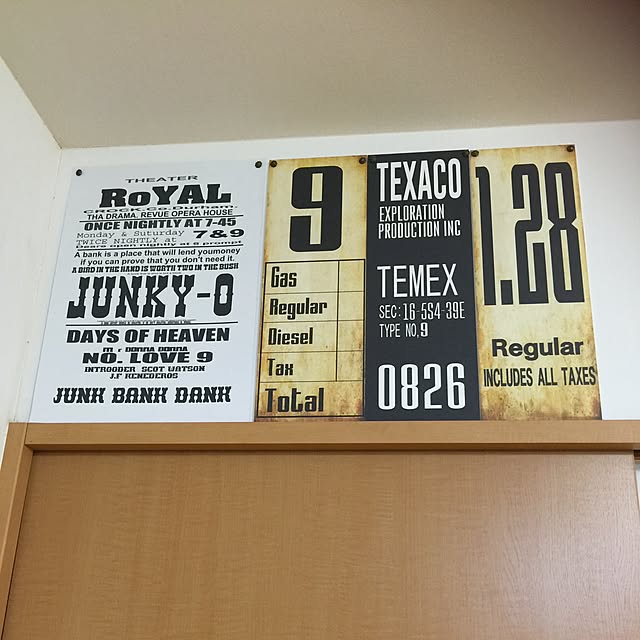 THEATER
RoYAL
CROOK.Co.Durham.
THA DRAMA. REVUE OPERA HOUSE
ONCE NIGHTLY AT 7-45
Monday & Suturday
TWICE NIGHTLY at 7&9
A bank is a place that will lend youmoney
if you can prove that you don't need it.
A BIRD IN THE HAND IS WORTH TWO IN THE BUSH
JUNKY-O
DAYS OF HEAVEN
NO. LOVE 9
INTROODER SCOT WATSON
J.F KENEDEROS
JUNK BANK DANK
9
Gas
Regular
Diesel
Tax
Total
TEXACO
EXPLORATION
PRODUCTION INC
TEMEX
SEC: 16-5S4-39E
TYPE NO, 9
0826
1.28
Regular
INCLUDES ALL TAXES